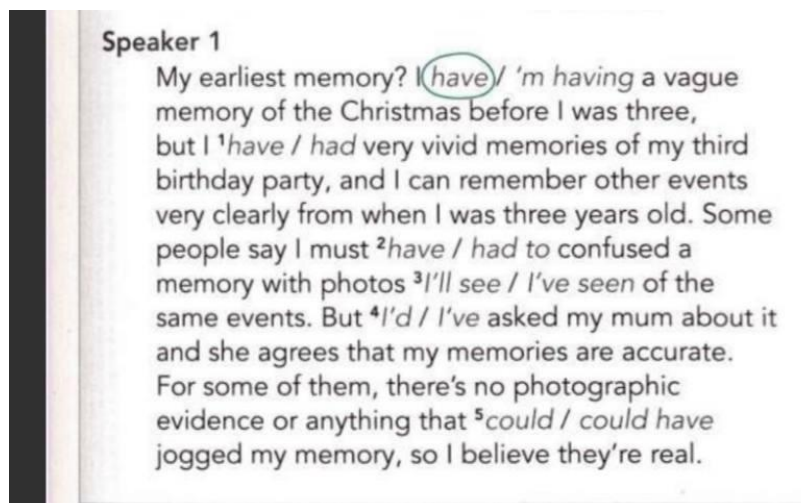 Speaker 1
My earliest memory? I have / 'm having a vague
memory of the Christmas before I was three,
but I ¹have / had very vivid memories of my third
birthday party, and I can remember other events
very clearly from when I was three years old. Some
people say I must ²have / had to confused a
memory with photos ³I'll see / I've seen of the
same events. But ⁴I'd / I've asked my mum about it
and she agrees that my memories are accurate.
For some of them, there's no photographic
evidence or anything that ⁵could / could have
jogged my memory, so I believe they're real.